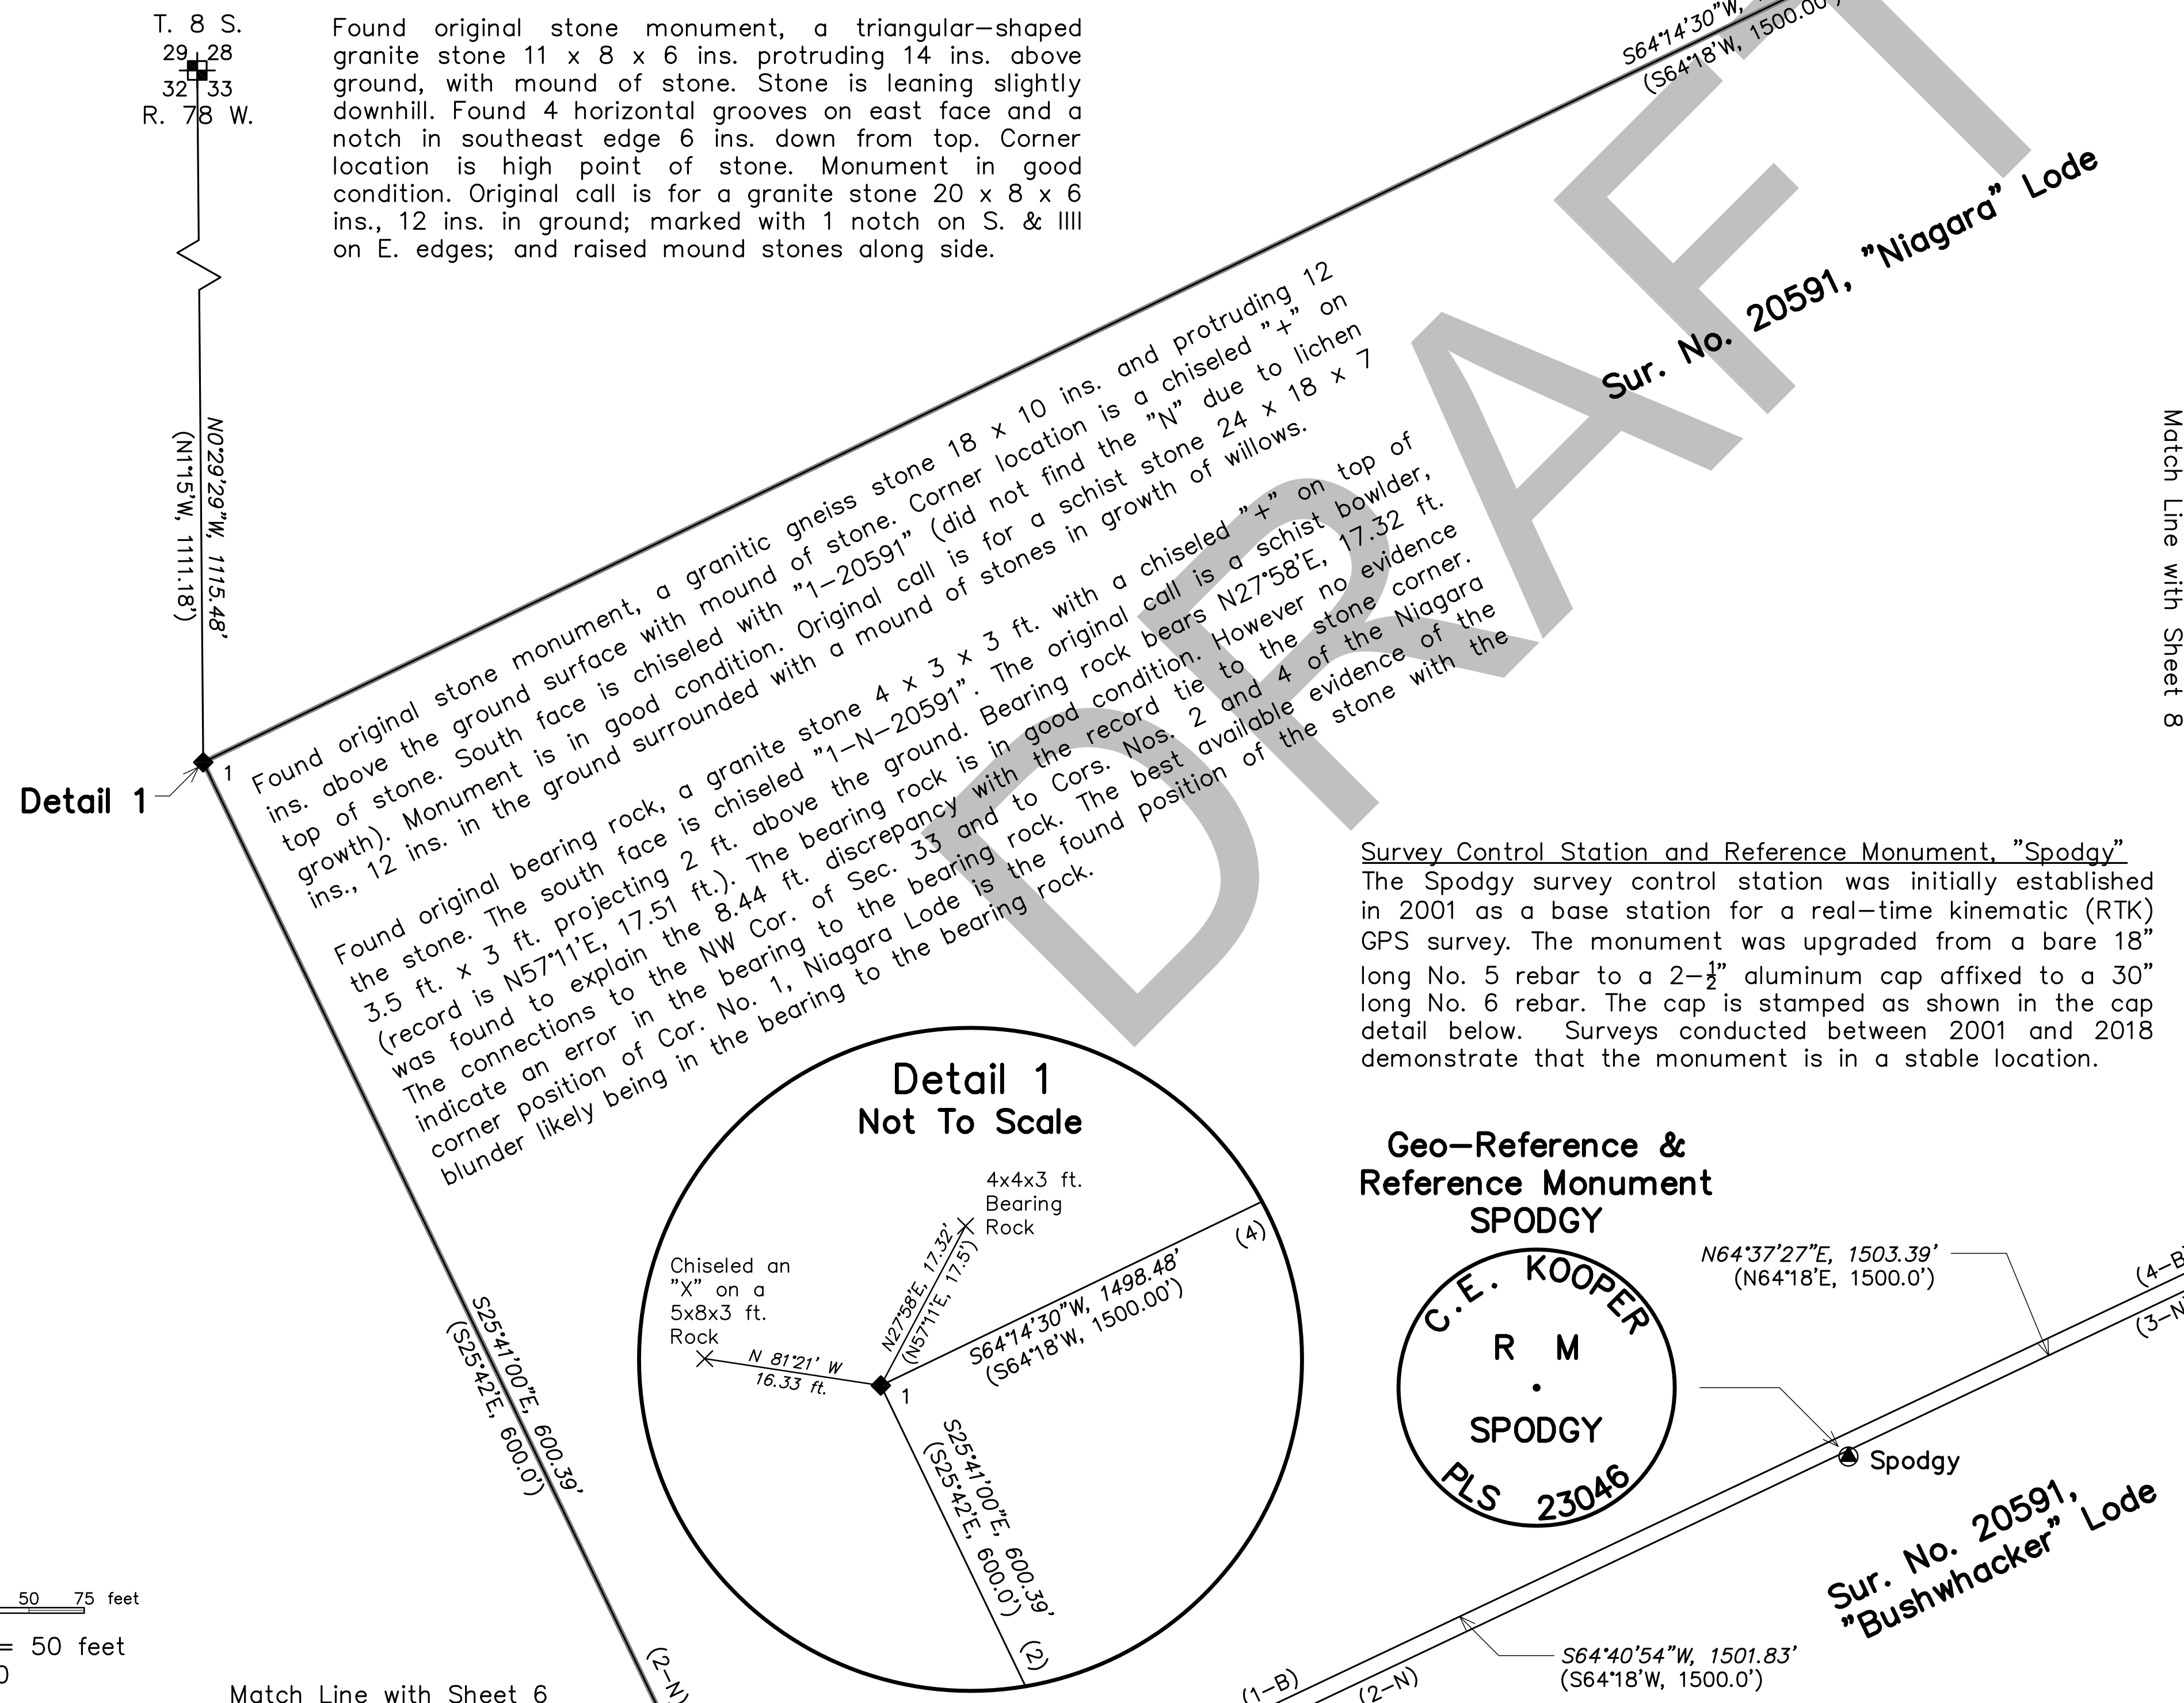 T. 8 S.
29 28
32 33
R. 78 W.
Found original stone monument, a triangular-shaped
granite stone 11 x 8 x 6 ins. protruding 14 ins. above
ground, with mound of stone. Stone is leaning slightly
downhill. Found 4 horizontal grooves on east face and a
notch in southeast edge 6 ins. down from top. Corner
location is high point of stone. Monument in good
condition. Original call is for a granite stone 20 x 8 x 6
ins., 12 ins. in ground; marked with 1 notch on S. & IIII
on E. edges; and raised mound stones along side.
S64°14'30"W,
(S64°18'W, 1500.00')
DRAFT
Sur. No. 20591, "Niagara" Lode
Match Line with Sheet 8
N0°29'29"W, 1115.48'
(N1°15'W, 1111.18')
Detail 1
1
Found original stone monument, a granitic gneiss stone 18 x 10 ins. and protruding 12
ins. above the ground surface with mound of stone. Corner location is a chiseled "+" on
top of stone. South face is chiseled with "1-20591" (did not find the "N" due to lichen
growth). Monument is in good condition. Original call is for a schist stone 24 x 18 x 7
ins., 12 ins. in the ground surrounded with a mound of stones in growth of willows.
Found original bearing rock, a granite stone 4 x 3 x 3 ft. with a chiseled "+" on top of
the stone. The south face is chiseled "1-N-20591". The original call is a schist bowlder,
3.5 ft. x 3 ft. projecting 2 ft. above the ground. Bearing rock bears N27°58'E, 17.32 ft.
(record is N57°11'E, 17.51 ft.). The bearing rock is in good condition. However no evidence
was found to explain the 8.44 ft. discrepancy with the record tie to the stone corner.
The connections to the NW Cor. of Sec. 33 and to Cors. Nos. 2 and 4 of the Niagara
indicate an error in the bearing to the bearing rock. The best available evidence of the
corner position of Cor. No. 1, Niagara Lode is the found position of the stone with the
blunder likely being in the bearing to the bearing rock.
Survey Control Station and Reference Monument, "Spodgy"
The Spodgy survey control station was initially established
in 2001 as a base station for a real-time kinematic (RTK)
GPS survey. The monument was upgraded from a bare 18"
long No. 5 rebar to a 2-½" aluminum cap affixed to a 30"
long No. 6 rebar. The cap is stamped as shown in the cap
detail below. Surveys conducted between 2001 and 2018
demonstrate that the monument is in a stable location.
Detail 1
Not To Scale
4x4x3 ft.
Bearing
Rock
Chiseled an
"X" on a
5x8x3 ft.
Rock
N 81°21' W
16.33 ft.
N27°58'E, 17.32'
(N57°11'E, 17.5')
S64°14'30"W, 1498.48'
(S64°18'W, 1500.00')
(4)
1
S25°41'00"E, 600.39'
(S25°42'E, 600.0')
(2)
S25°41'00"E, 600.39'
(S25°42'E, 600.0')
(2-N)
Geo-Reference &
Reference Monument
SPODGY
C.E. KOOPER
R M
SPODGY
PLS 23046
N64°37'27"E, 1503.39'
(N64°18'E, 1500.0')
(4-B)
(3-N
Spodgy
Sur. No. 20591,
"Bushwhacker" Lode
S64°40'54"W, 1501.83'
(S64°18'W, 1500.0')
(1-B)
(2-N)
50 75 feet
= 50 feet
0
Match Line with Sheet 6